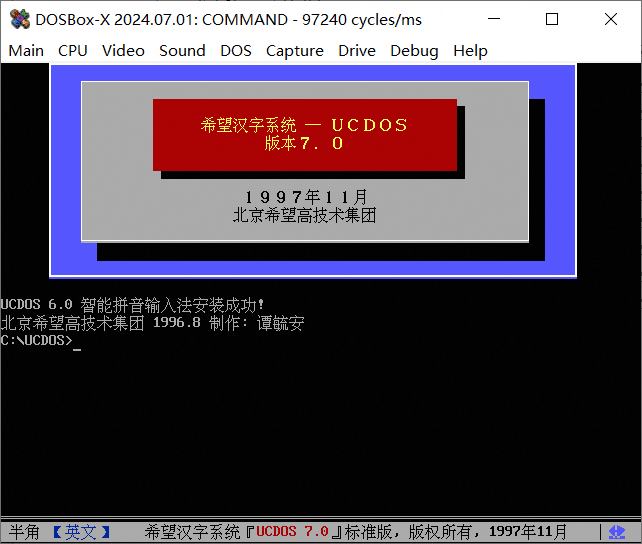 DOSBox-X 2024.07.01: COMMAND - 97240 cycles/ms
Main CPU Video Sound DOS Capture Drive Debug Help
希望汉字系统 — UCDOS
版本7.0
1997年11月
北京希望高技术集团
UCDOS 6.0 智能拼音输入法安装成功!
北京希望高技术集团 1996.8 制作: 谭毓安
C:\UCDOS>_
半角 【英文】 希望汉字系统『UCDOS 7.0』标准版，版权所有，1997年11月